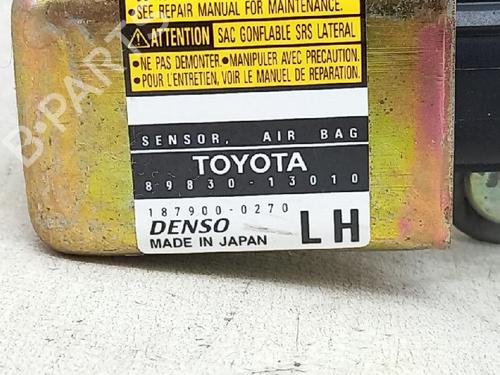 •SEE REPAIR MANUAL FOR MAINTENANCE.
ATTENTION SAC GONFLABLE SRS LATERAL
•NE PAS DEMONTER •MANIPULER AVEC PRECAUTION.
•POUR L'ENTRETIEN, VOIR LE MANUEL DE REPARATION.
SENSOR, AIR BAG
TOYOTA
89830-13010
187900-0270
DENSO LH
MADE IN JAPAN
B-PARTS